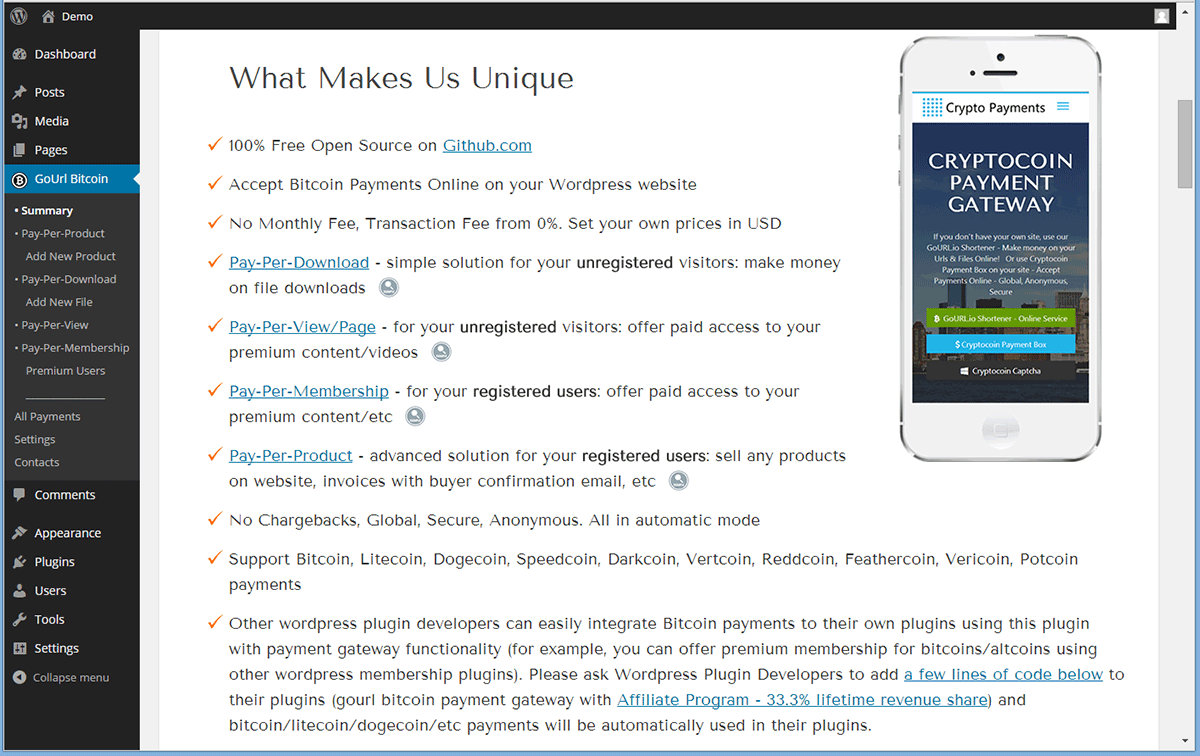 Demo
Dashboard
Posts
Media
Pages
GoUrl Bitcoin
• Summary
• Pay-Per-Product
Add New Product
• Pay-Per-Download
Add New File
• Pay-Per-View
• Pay-Per-Membership
Premium Users
All Payments
Settings
Contacts
Comments
Appearance
Plugins
Users
Tools
Settings
Collapse menu
What Makes Us Unique
100% Free Open Source on Github.com
Accept Bitcoin Payments Online on your Wordpress website
No Monthly Fee, Transaction Fee from 0%. Set your own prices in USD
Pay-Per-Download - simple solution for your unregistered visitors: make money
on file downloads
Pay-Per-View/Page - for your unregistered visitors: offer paid access to your
premium content/videos
Pay-Per-Membership - for your registered users: offer paid access to your
premium content/etc
Pay-Per-Product - advanced solution for your registered users: sell any products
on website, invoices with buyer confirmation email, etc
No Chargebacks, Global, Secure, Anonymous. All in automatic mode
Support Bitcoin, Litecoin, Dogecoin, Speedcoin, Darkcoin, Vertcoin, Reddcoin, Feathercoin, Vericoin, Potcoin
payments
Other wordpress plugin developers can easily integrate Bitcoin payments to their own plugins using this plugin
with payment gateway functionality (for example, you can offer premium membership for bitcoins/altcoins using
other wordpress membership plugins). Please ask Wordpress Plugin Developers to add a few lines of code below to
their plugins (gourl bitcoin payment gateway with Affiliate Program - 33.3% lifetime revenue share) and
bitcoin/litecoin/dogecoin/etc payments will be automatically used in their plugins.
Crypto Payments
CRYPTOCOIN
PAYMENT
GATEWAY
If you don't have your own site, use our
GoURL.io Shortener - Make money on your
Urls & Files Online! Or use Cryptocoin
Payment Box on your site - Accept
Payments Online - Global, Anonymous,
Secure
GoURL.io Shortener - Online Service
$ Cryptocoin Payment Box
Cryptocoin Captcha